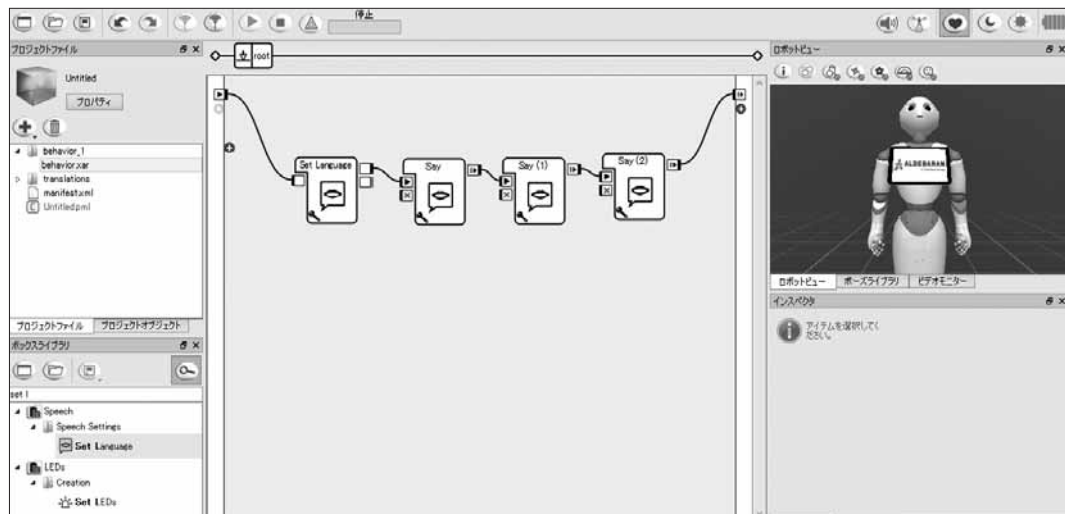 停止
プロジェクトファイル
root
ロボットビュー
Untitled
プロパティ
behavior_1
behavior.xar
translations
manifest.xml
Untitled.pml
Set Language
Say
Say (1)
Say (2)
ALDEBARAN
ロボットビュー
ポーズライブラリ
ビデオモニター
インスペクタ
アイテムを選択してく
ださい。
プロジェクトファイル
プロジェクトオブジェクト
ボックスライブラリ
set l
Speech
Speech Settings
Set Language
LEDs
Creation
Set LEDs